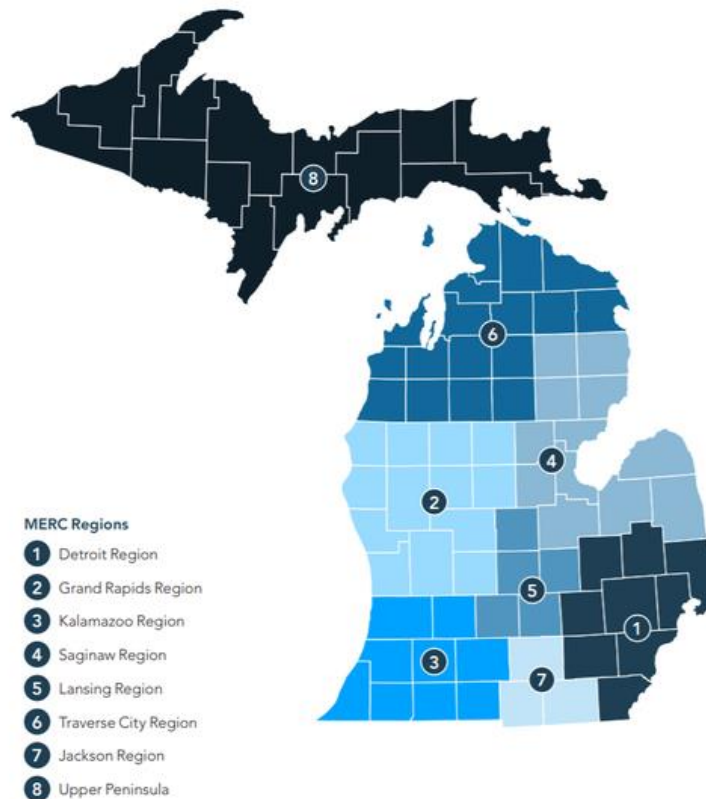 8
6
4
2
5
1
3
7
MERC Regions
1 Detroit Region
2 Grand Rapids Region
3 Kalamazoo Region
4 Saginaw Region
5 Lansing Region
6 Traverse City Region
7 Jackson Region
8 Upper Peninsula